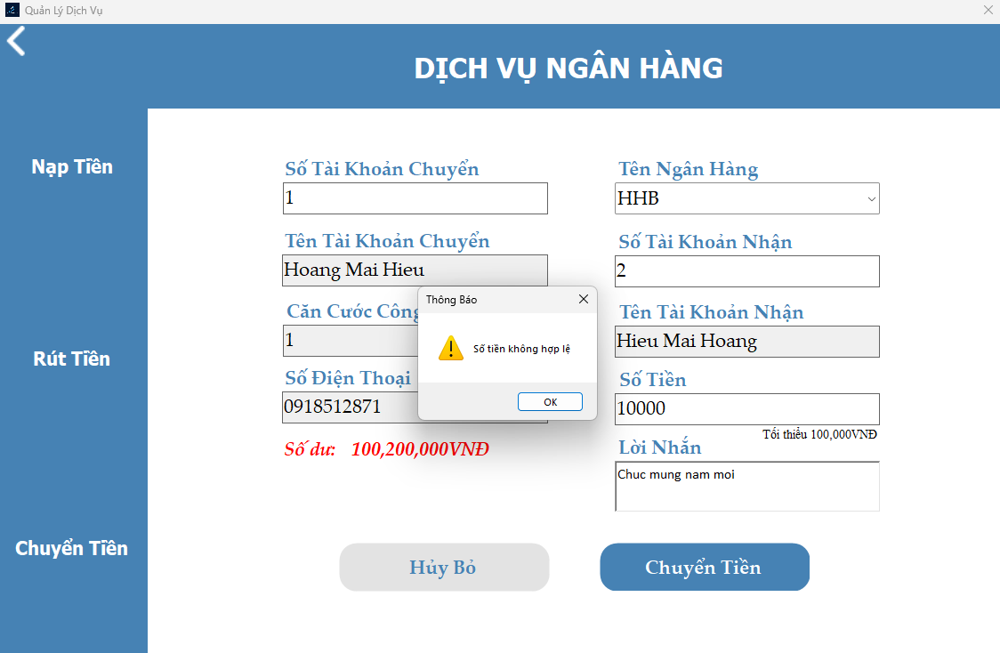 Quản Lý Dịch Vụ
DỊCH VỤ NGÂN HÀNG
Nạp Tiền
Rút Tiền
Chuyển Tiền
Số Tài Khoản Chuyển
1
Tên Tài Khoản Chuyển
Hoang Mai Hieu
Căn Cước Công
1
Số Điện Thoại
0918512871
Số dư: 100,200,000VNĐ
Tên Ngân Hàng
HHB
Số Tài Khoản Nhận
2
Tên Tài Khoản Nhận
Hieu Mai Hoang
Số Tiền
10000
Tối thiểu 100,000VNĐ
Lời Nhắn
Chuc mung nam moi
Thông Báo
Số tiền không hợp lệ
OK
Hủy Bỏ
Chuyển Tiền